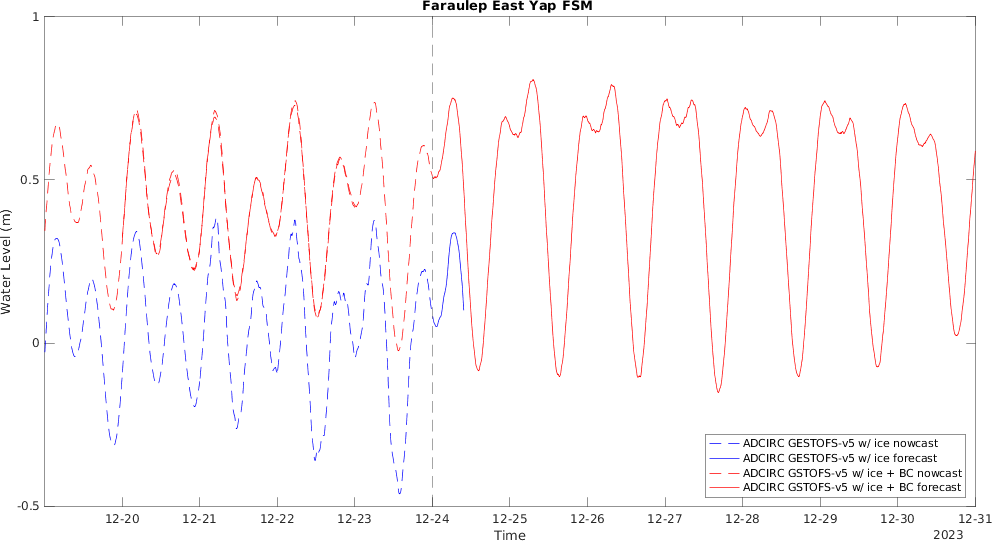 Faraulep East Yap FSM
1
0.5
0
-0.5
Water Level (m)
12-20
12-21
12-22
12-23
12-24
12-25
12-26
12-27
12-28
12-29
12-30
12-31
Time
2023
ADCIRC GESTOFS-v5 w/ ice nowcast
ADCIRC GESTOFS-v5 w/ ice forecast
ADCIRC GSTOFS-v5 w/ ice + BC nowcast
ADCIRC GSTOFS-v5 w/ ice + BC forecast